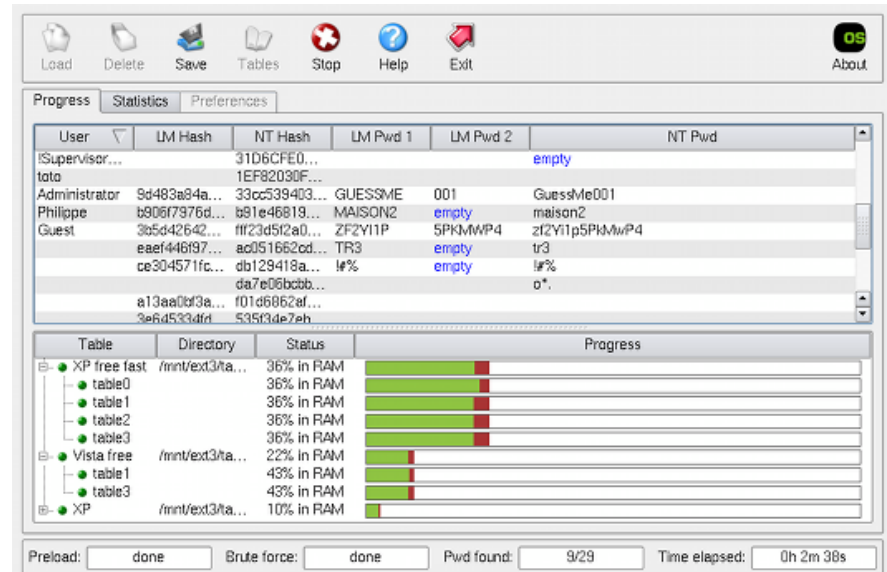 Load Delete Save Tables Stop Help Exit OS About
Progress Statistics Preferences
User LM Hash NT Hash LM Pwd 1 LM Pwd 2 NT Pwd
!Supervisor... 31D6CFE0... empty
toto 1EF82030F...
Administrator 9d483a84a... 33cc539403... GUESSME 001 GuessMe001
Philippe b906f7976d... b91e46819... MAISON2 empty maison2
Guest 3b5d42642... fff23d5f2a0... ZF2YI1P 5PKMWP4 zf2Yi1p5PkMwP4
eaef446f97... ac051662cd... TR3 empty tr3
ce304571fc... db129418a... !#% empty !#%
da7e06bcbb... o*.
a13aa0bf3a... f01d6862af...
3e645334fd 535f34e7eh
Table Directory Status Progress
XP free fast /mnt/ext3/ta... 36% in RAM
table0 36% in RAM
table1 36% in RAM
table2 36% in RAM
table3 36% in RAM
Vista free /mnt/ext3/ta... 22% in RAM
table1 43% in RAM
table3 43% in RAM
XP /mnt/ext3/ta... 10% in RAM
Preload: done Brute force: done Pwd found: 9/29 Time elapsed: 0h 2m 38s